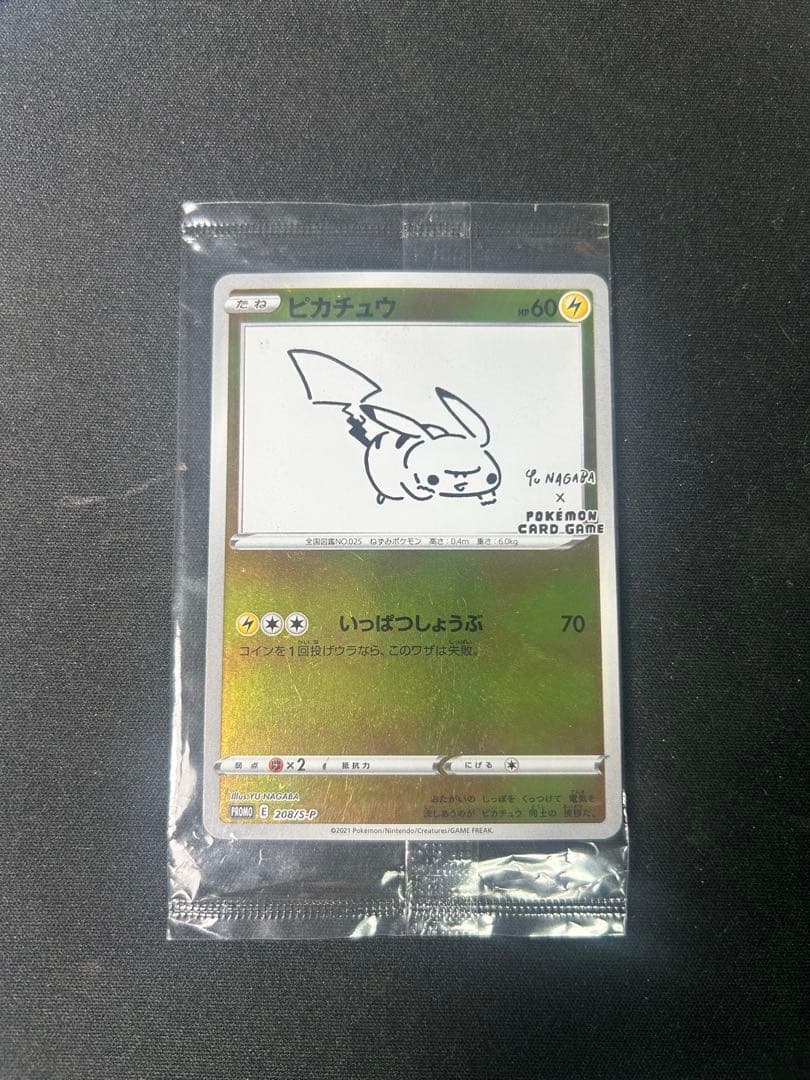 たね ピカチュウ HP60
Yu NAGABA
×
POKÉMON
CARD GAME
全国図鑑NO.025 ねずみポケモン 高さ:0.4m 重さ:6.0kg
いっぱつしょうぶ 70
コインを1回投げウラなら、このワザは失敗。
弱点 ×2 抵抗力 にげる
Illus. YU NAGABA
PROMO E 208/S-P
おたがいの しっぽを くっつけて 電気を
流しあうのが ピカチュウ 同士の 挨拶だ。
©2021 Pokémon/Nintendo/Creatures/GAME FREAK.